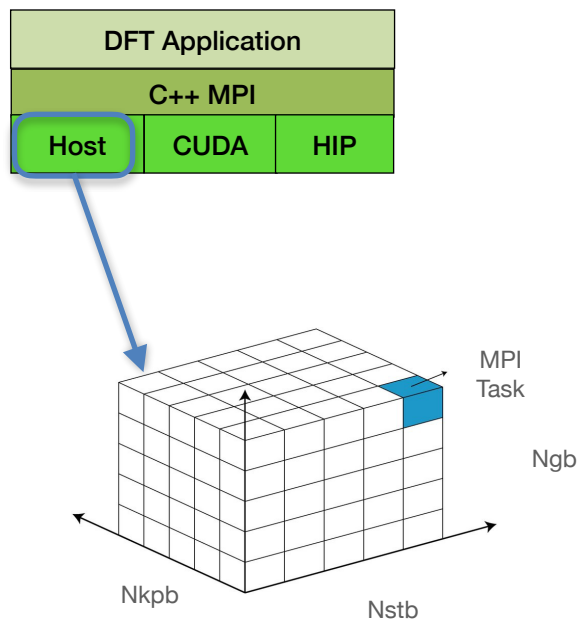 DFT Application
C++ MPI
Host CUDA HIP
MPI
Task
Ngb
Nkpb
Nstb